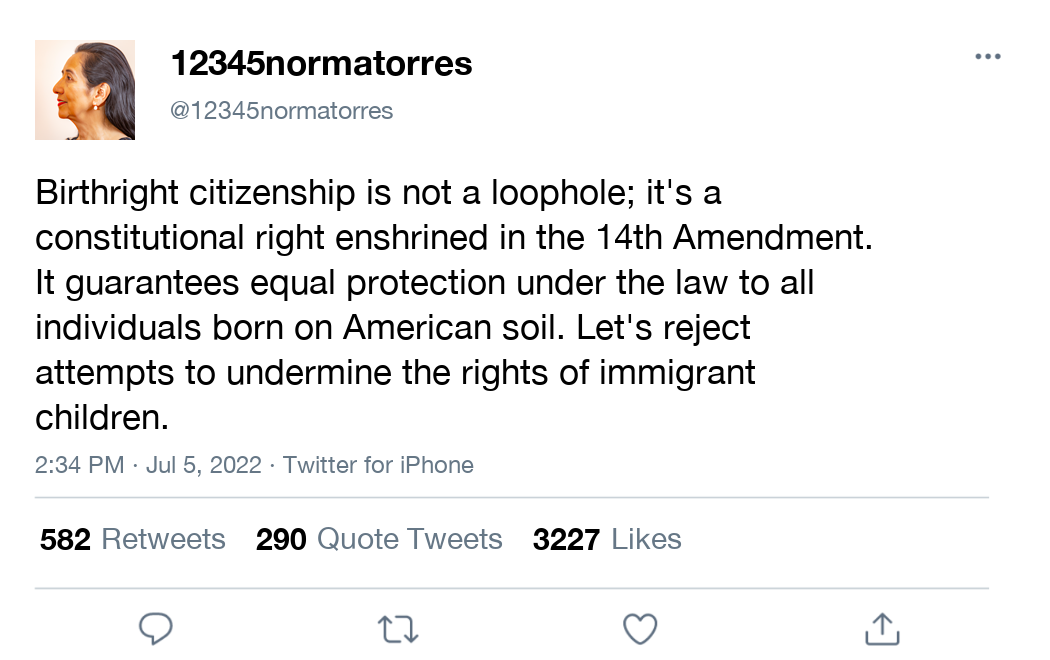 12345normatorres
@12345normatorres
Birthright citizenship is not a loophole; it's a
constitutional right enshrined in the 14th Amendment.
It guarantees equal protection under the law to all
individuals born on American soil. Let's reject
attempts to undermine the rights of immigrant
children.
2:34 PM · Jul 5, 2022 · Twitter for iPhone
582 Retweets 290 Quote Tweets 3227 Likes